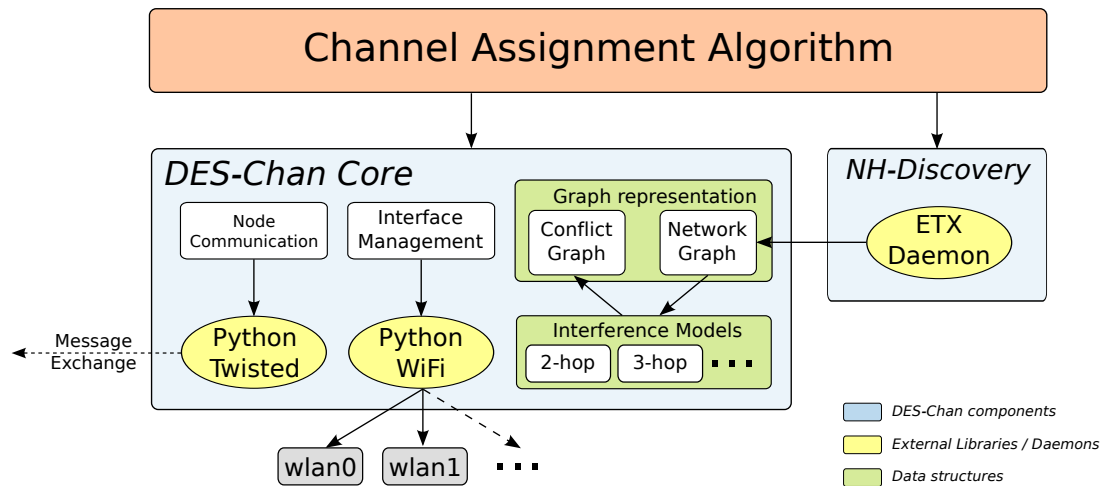 Channel Assignment Algorithm
DES-Chan Core
NH-Discovery
Node
Communication
Interface
Management
Graph representation
Conflict
Graph
Network
Graph
ETX
Daemon
Message
Exchange
Python
Twisted
Python
WiFi
Interference Models
2-hop
3-hop
wlan0
wlan1
DES-Chan components
External Libraries / Daemons
Data structures